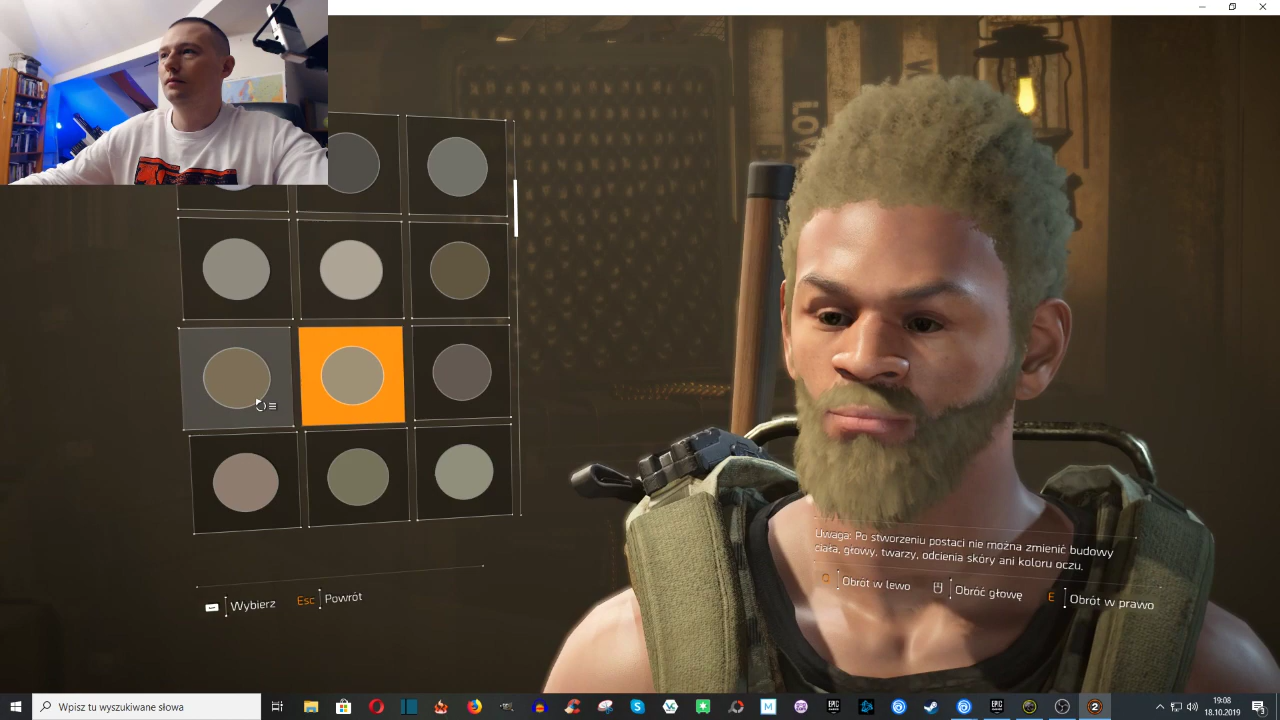 LO
Uwaga: Po stworzeniu postaci nie można zmienić budowy
ciała, głowy, twarzy, odcienia skóry ani koloru oczu.
Obrót w lewo
Obróć głowę
E Obrót w prawo
Wybierz
Esc Powrót
Wpisz tu wyszukiwane słowa
19:08
18.10.2019